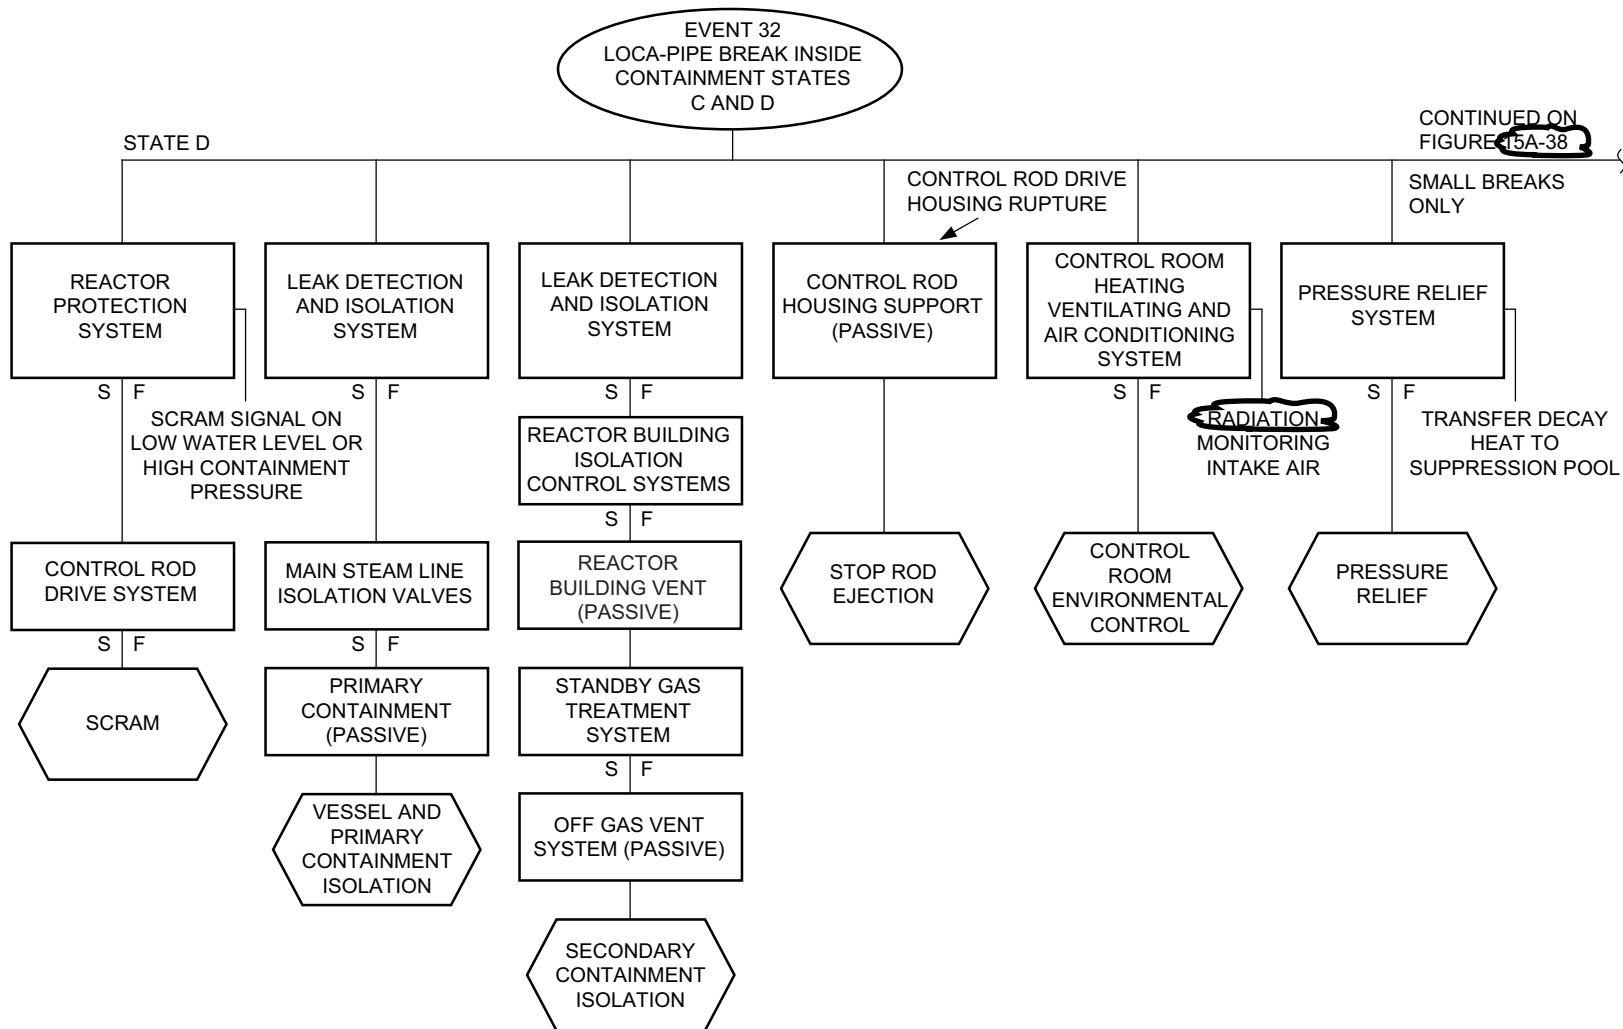 EVENT 32
LOCA-PIPE BREAK INSIDE
CONTAINMENT STATES
C AND D
STATE D
CONTINUED ON
FIGURE 15A-38
CONTROL ROD DRIVE
HOUSING RUPTURE
SMALL BREAKS
ONLY
REACTOR
PROTECTION
SYSTEM
LEAK DETECTION
AND ISOLATION
SYSTEM
LEAK DETECTION
AND ISOLATION
SYSTEM
CONTROL ROD
HOUSING SUPPORT
(PASSIVE)
CONTROL ROOM
HEATING
VENTILATING AND
AIR CONDITIONING
SYSTEM
PRESSURE RELIEF
SYSTEM
S F
S F
S F
S F
S F
SCRAM SIGNAL ON
LOW WATER LEVEL OR
HIGH CONTAINMENT
PRESSURE
REACTOR BUILDING
ISOLATION
CONTROL SYSTEMS
RADIATION
MONITORING
INTAKE AIR
TRANSFER DECAY
HEAT TO
SUPPRESSION POOL
S F
CONTROL ROD
DRIVE SYSTEM
MAIN STEAM LINE
ISOLATION VALVES
REACTOR
BUILDING VENT
(PASSIVE)
STOP ROD
EJECTION
CONTROL
ROOM
ENVIRONMENTAL
CONTROL
PRESSURE
RELIEF
S F
S F
SCRAM
PRIMARY
CONTAINMENT
(PASSIVE)
STANDBY GAS
TREATMENT
SYSTEM
S F
VESSEL AND
PRIMARY
CONTAINMENT
ISOLATION
OFF GAS VENT
SYSTEM (PASSIVE)
SECONDARY
CONTAINMENT
ISOLATION